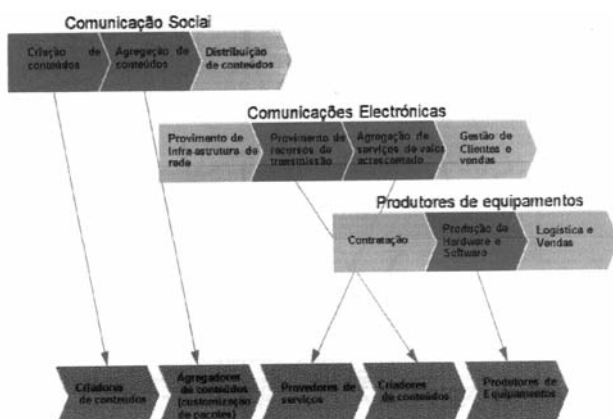 Comunicação Social
Criação de
conteúdos
Agregação de
conteúdos
Distribuição
de conteúdos
Comunicações Electrónicas
Provimento de
Infra-estrutura de
rede
Provimento de
recursos de
transmissão
Agregação de
serviços de valor
acrescentado
Gestão de
Clientes e
vendas
Produtores de equipamentos
Contratação
Produção de
Hardware e
Software
Logística e
Vendas
Criadores
de conteúdos
Agregadores
de conteúdos
(customização
de pacotes)
Provedores de
serviços
Criadores
de conteúdos
Produtores de
Equipamentos